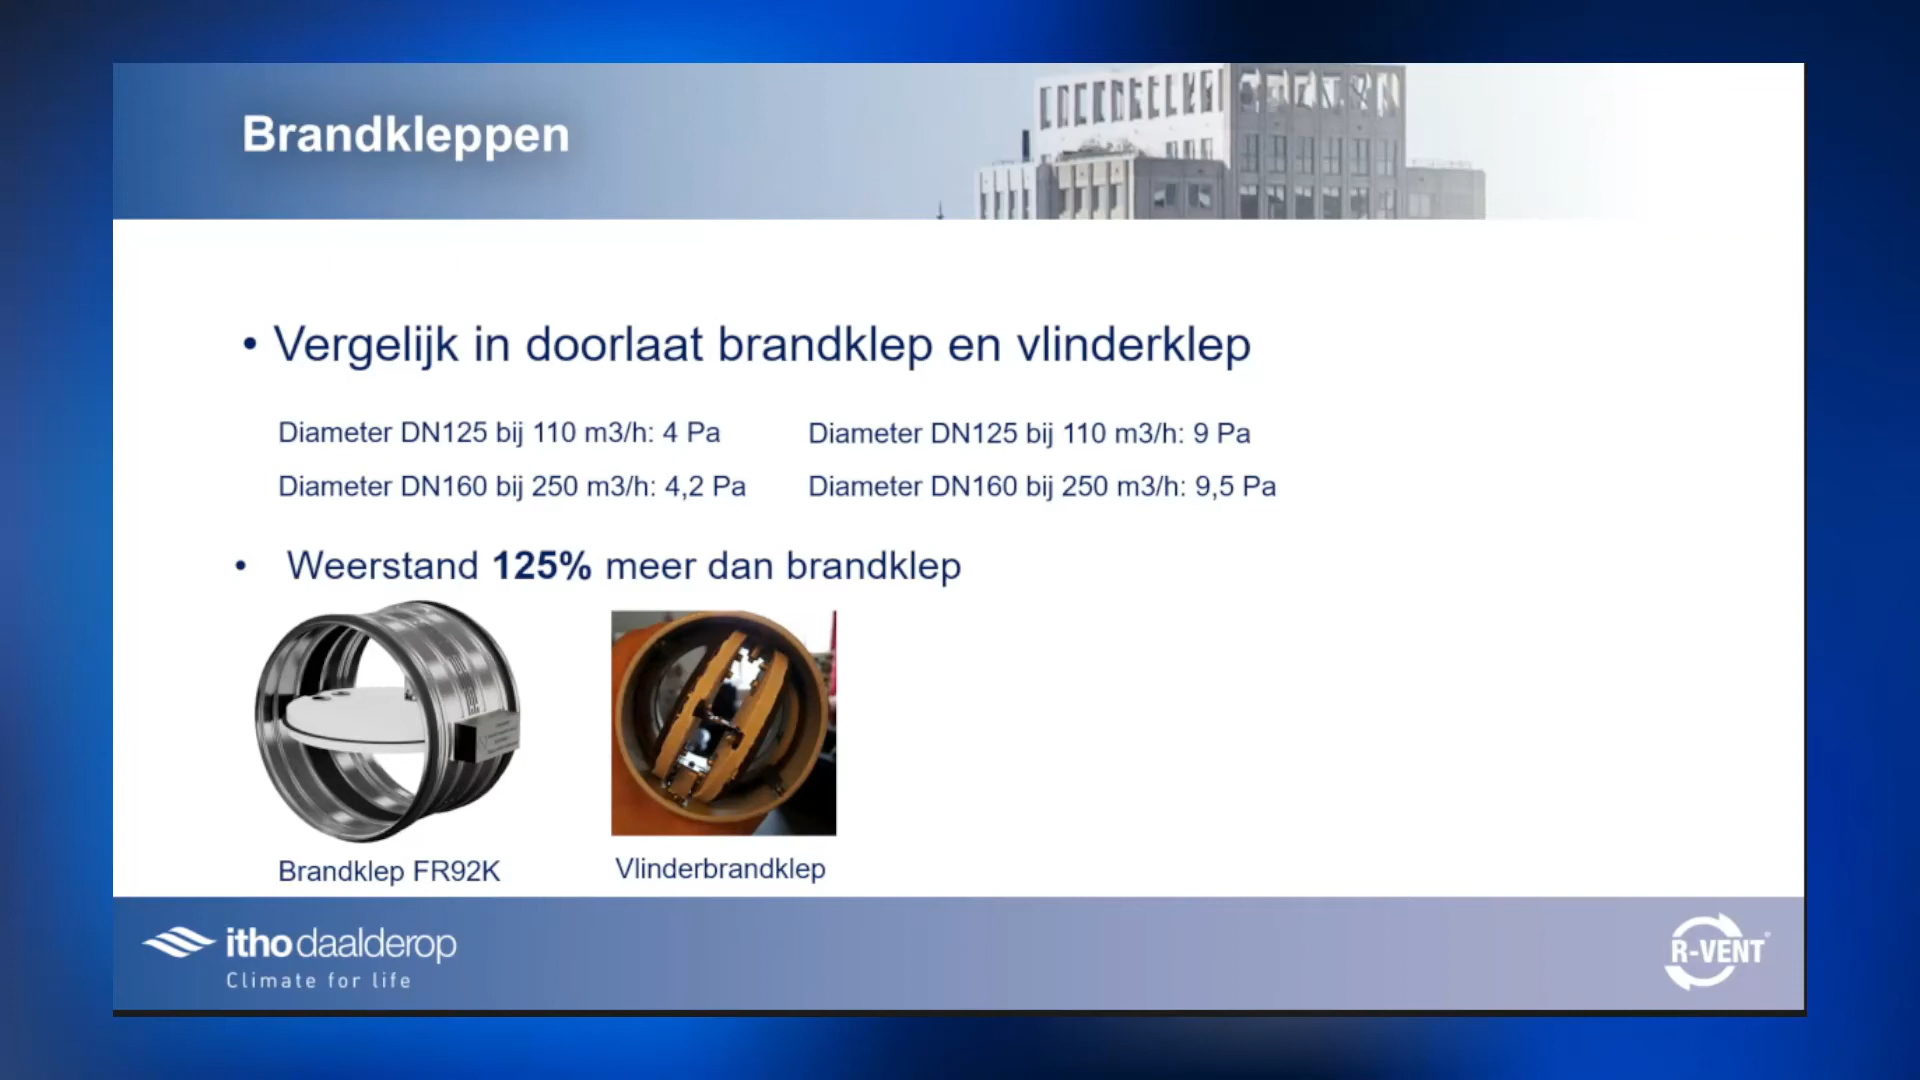 Brandkleppen
• Vergelijk in doorlaat brandklep en vlinderklep
Diameter DN125 bij 110 m3/h: 4 Pa
Diameter DN125 bij 110 m3/h: 9 Pa
Diameter DN160 bij 250 m3/h: 4,2 Pa
Diameter DN160 bij 250 m3/h: 9,5 Pa
• Weerstand 125% meer dan brandklep
Brandklep FR92K
Vlinderbrandklep
itho daalderop
Climate for life
R-VENT